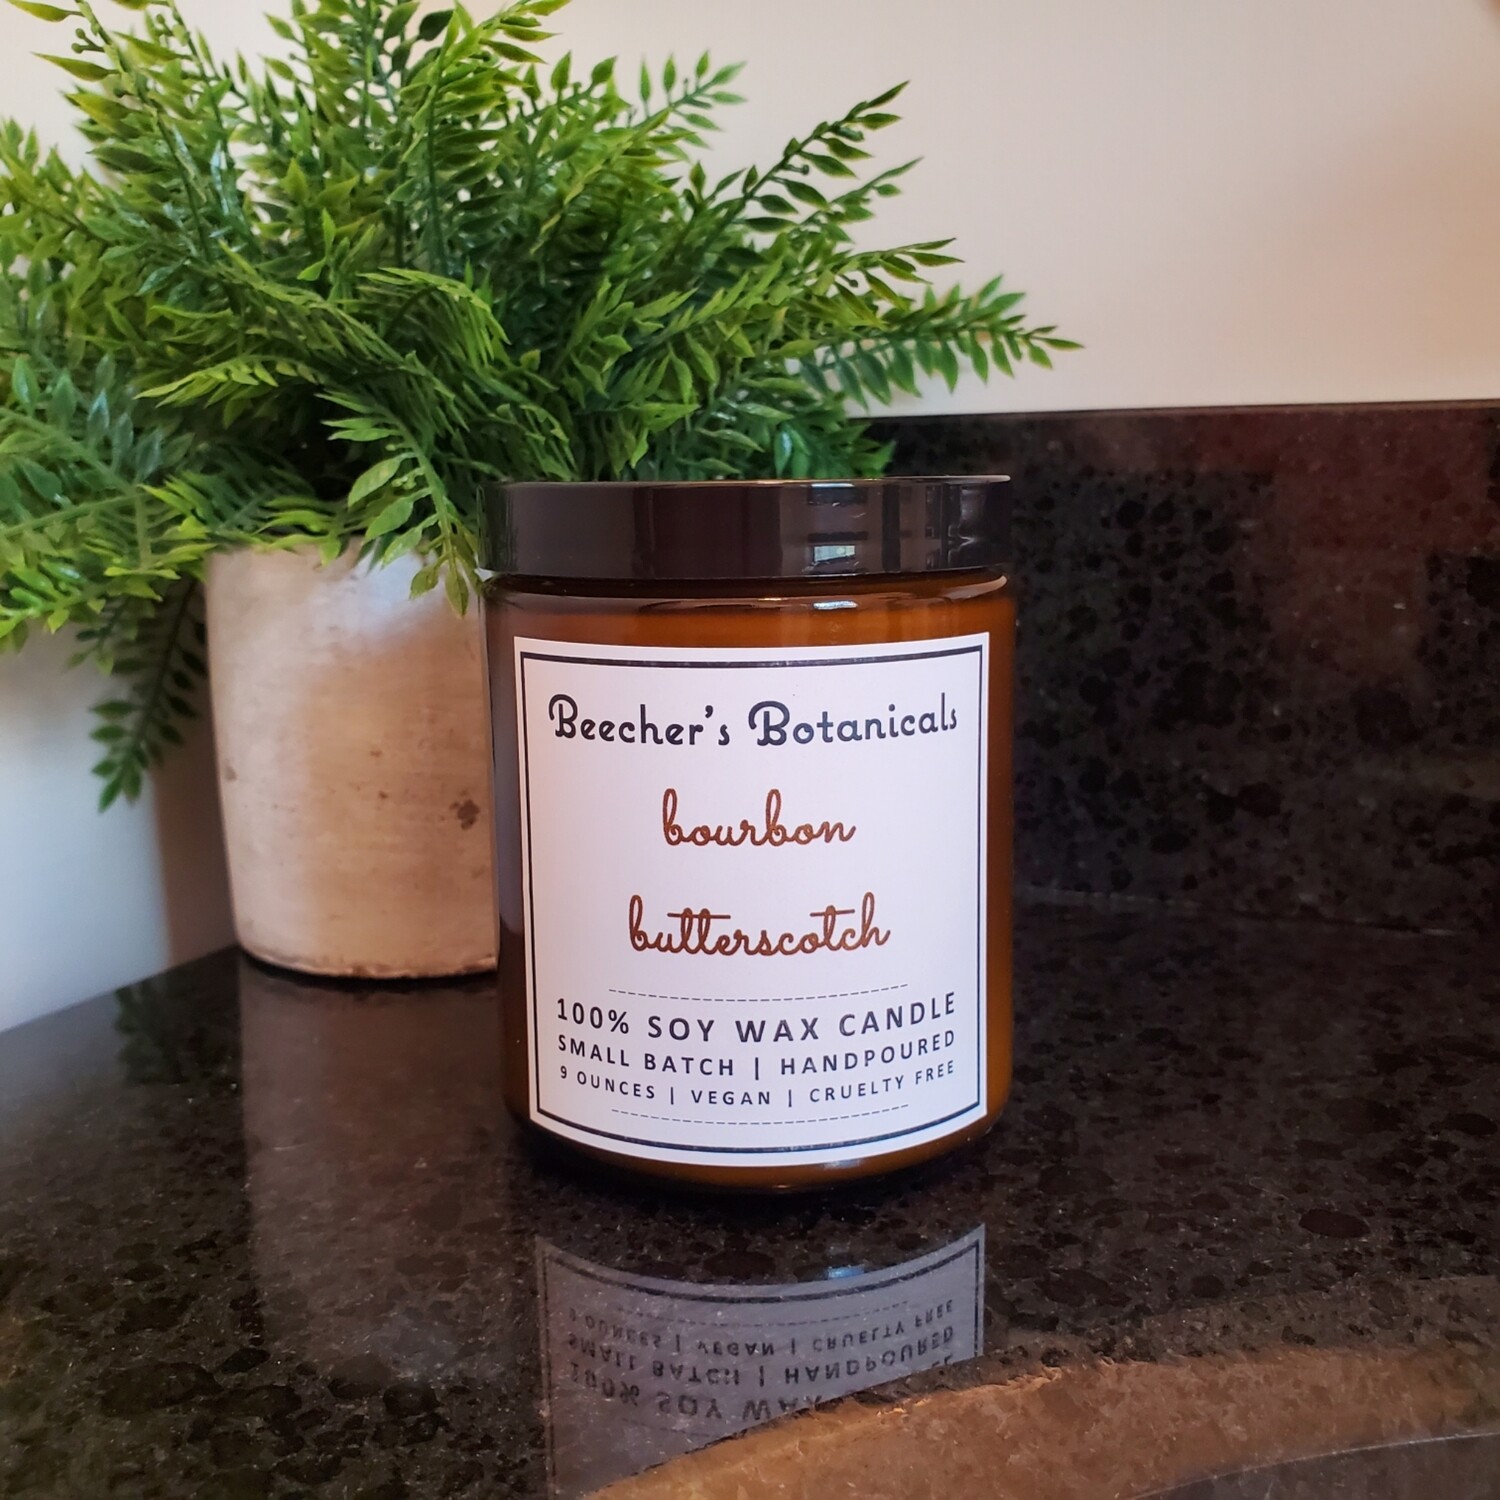 Beecher's Botanicals
bourbon
butterscotch
100% SOY WAX CANDLE
SMALL BATCH | HANDPOURED
9 OUNCES | VEGAN | CRUELTY FREE